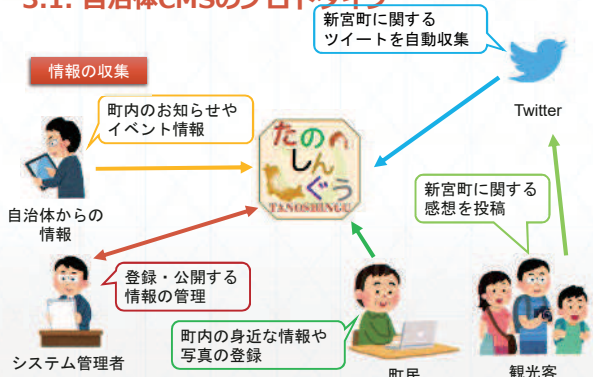 3.1. 自治体CMSのプロトタイプ
情報の収集
新宮町に関する
ツイートを自動収集
Twitter
町内のお知らせや
イベント情報
たの
しん
ぐう
TANOSHINGU
自治体からの
情報
新宮町に関する
感想を投稿
登録・公開する
情報の管理
システム管理者
町内の身近な情報や
写真の登録
町民
観光客